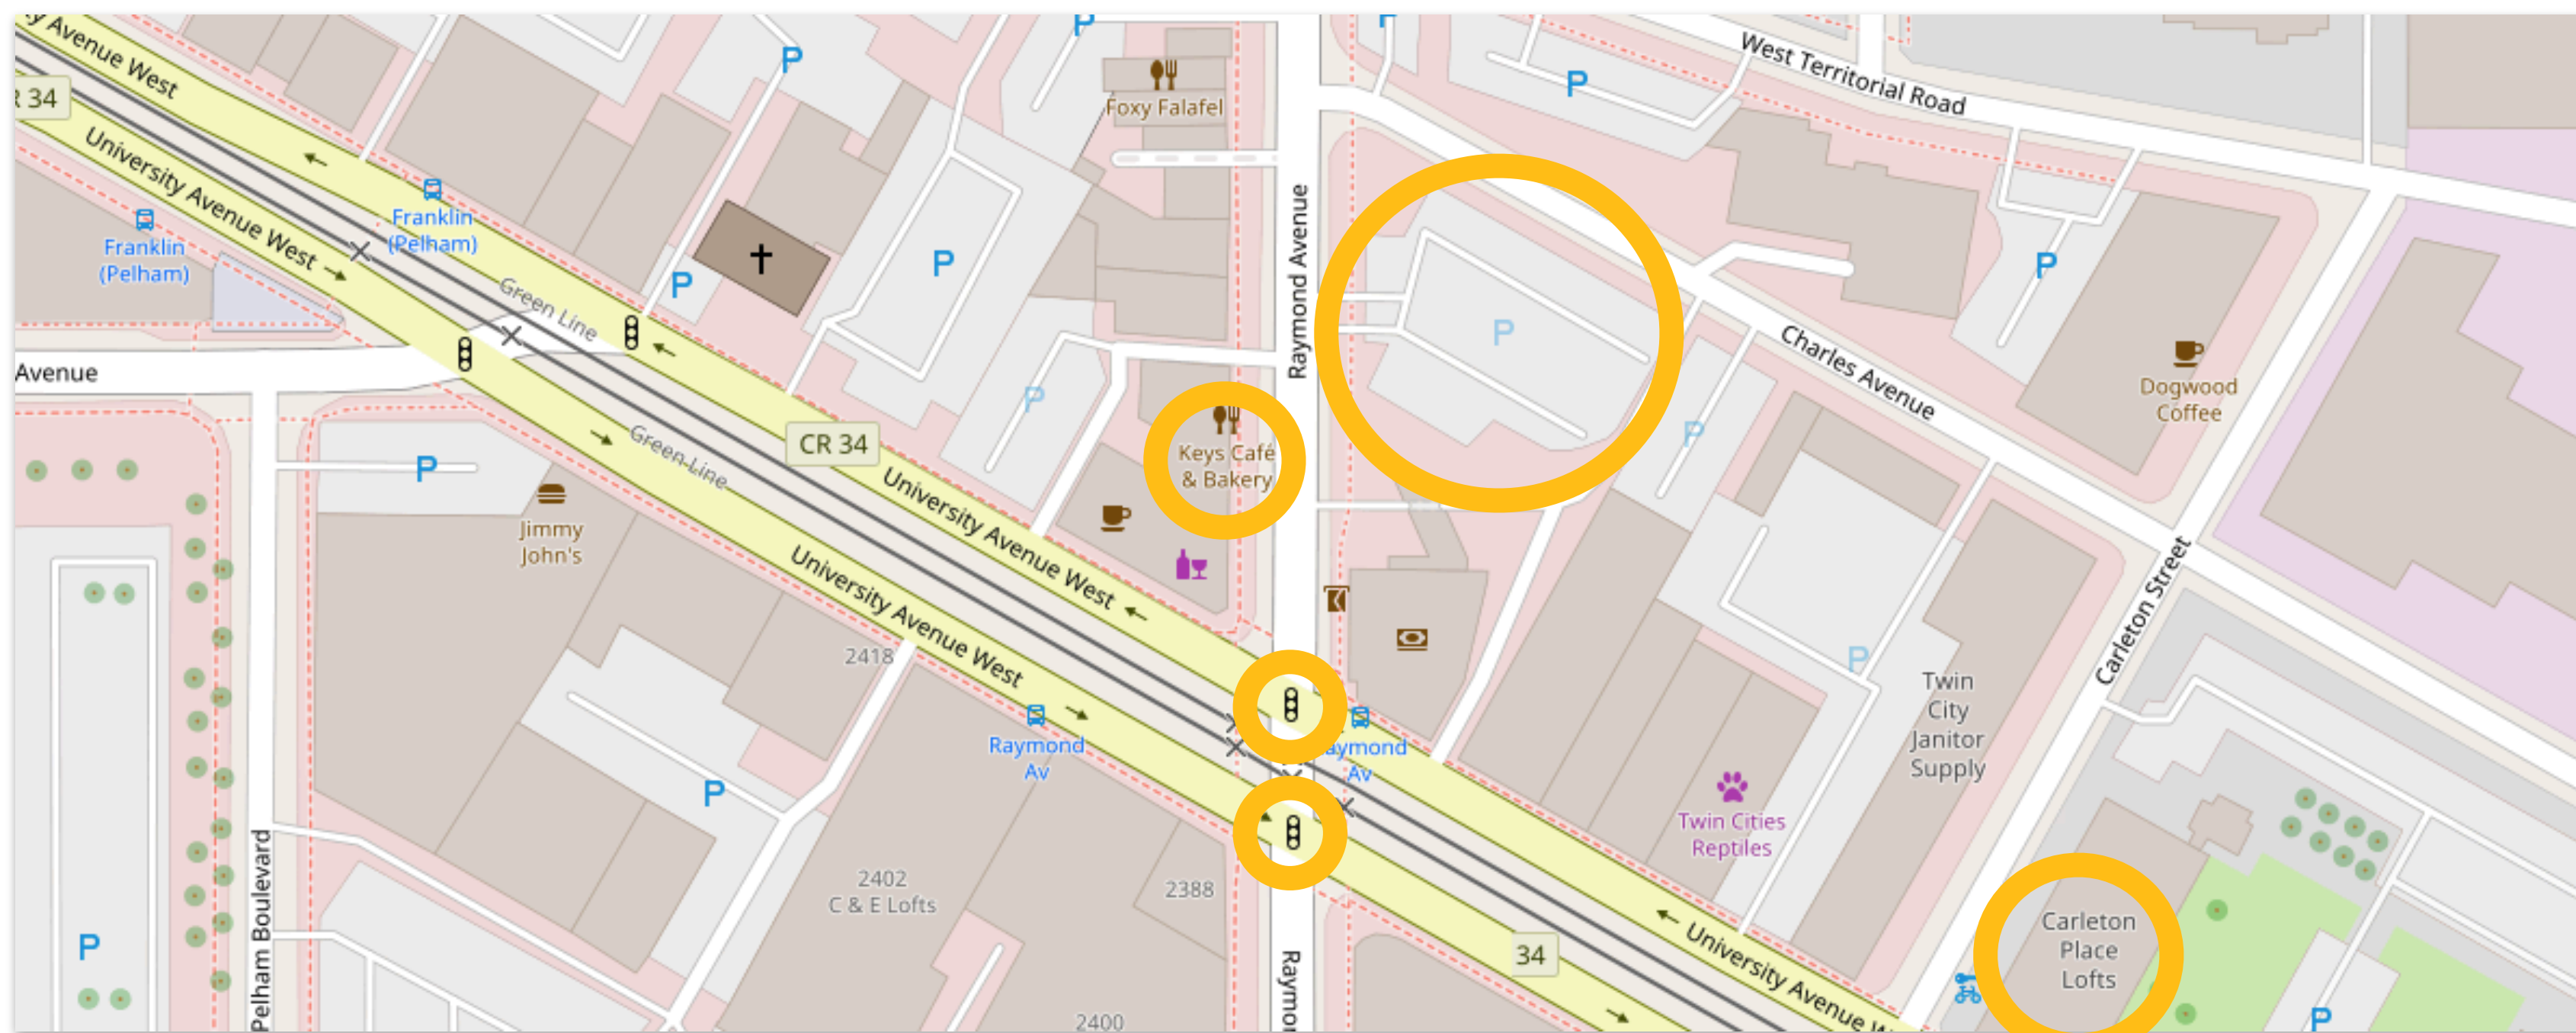 y Avenue West
R 34
University Avenue West
Franklin
(Pelham)
Franklin
(Pelham)
Green Line
P
P
P
P
Foxy Falafel
P
Raymond Avenue
West Territorial Road
P
P
P
Charles Avenue
Dogwood
Coffee
P
P
Keys Café
& Bakery
CR 34
University Avenue West
Green Line
Avenue
P
Jimmy
John's
University Avenue West
2418
Raymond
Av
aymond
Av
P
Carleton Street
Twin
City
Janitor
Supply
Twin Cities
Reptiles
P
P
Pelham Boulevard
2402
C & E Lofts
2388
2400
Raymo
34
University Avenue W
Carleton
Place
Lofts
P
P